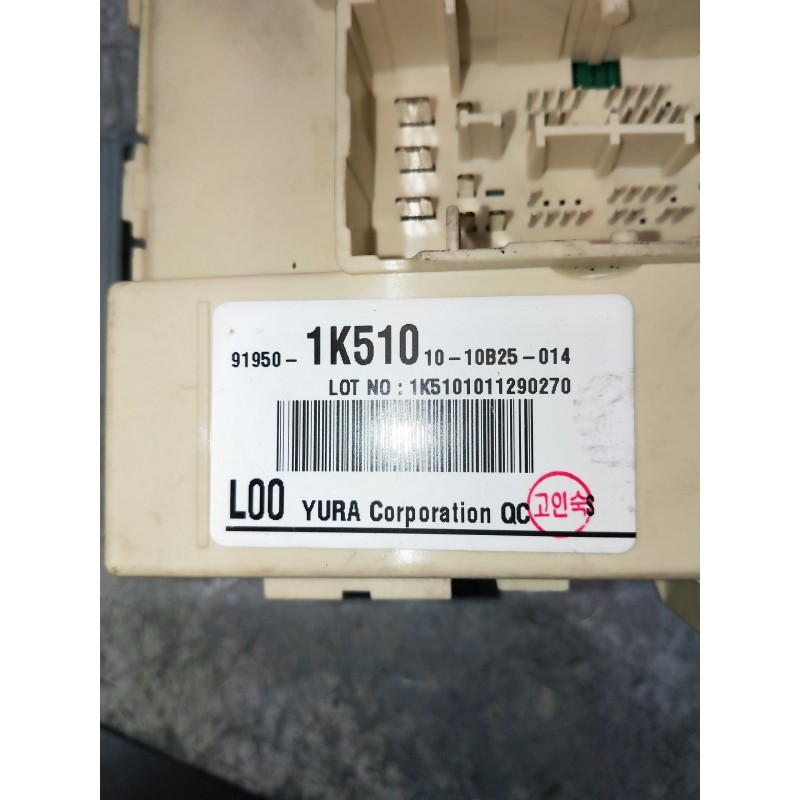 91950- 1K510 10-10B25-014
LOT NO : 1K5101011290270
L00 YURA Corporation QC 고인숙 S